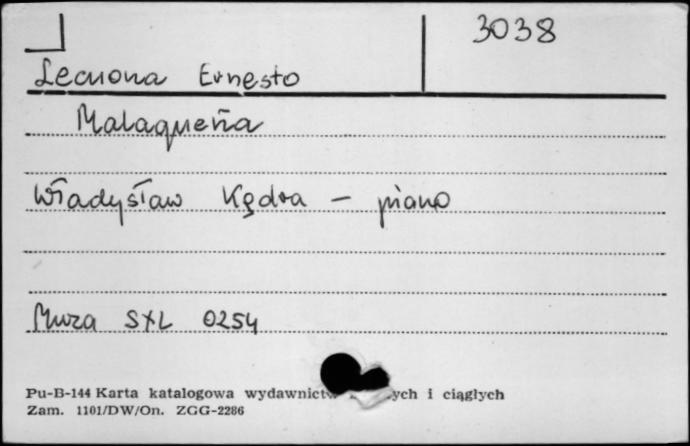 3038
Lecuona Ernesto
Malagueña
Władysław Kędra - piano
Muza SXL 0254
Pu-B-144 Karta katalogowa wydawnictw ych i ciągłych
Zam. 1101/DW/On. ZGG-2286